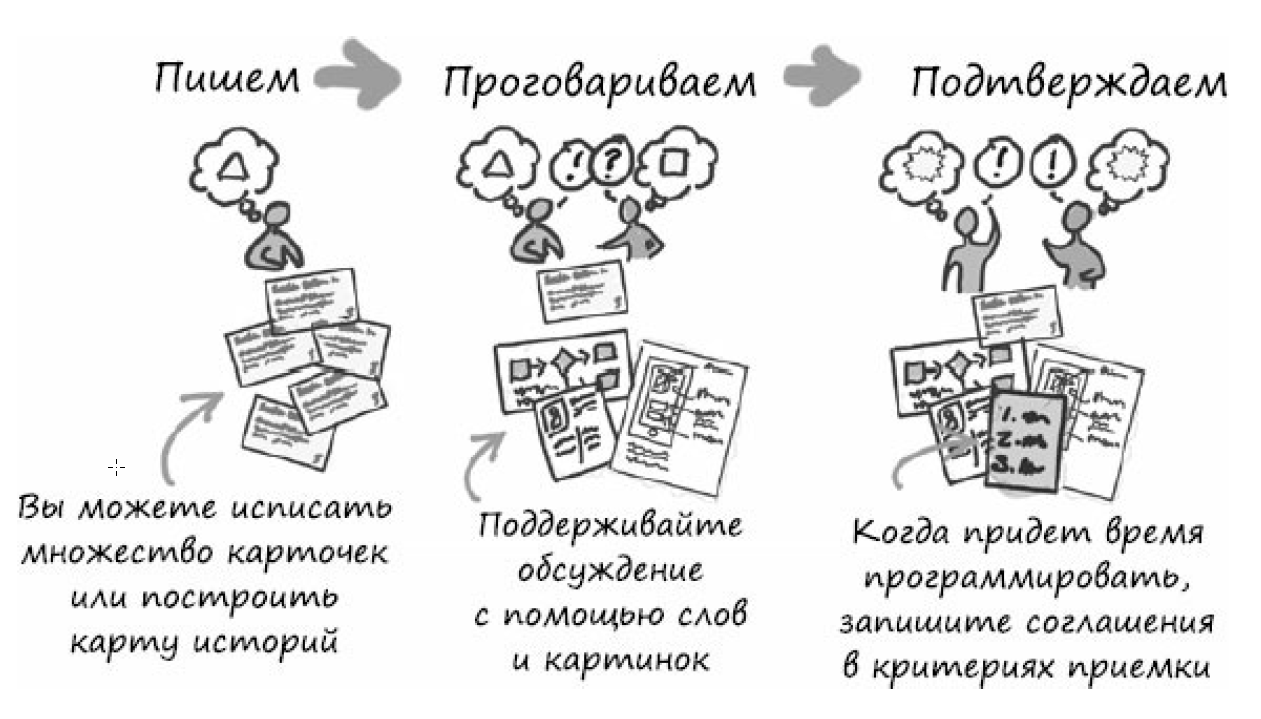 Пишем
Проговариваем
Подтверждаем
Вы можете исписать
множество карточек
или построить
карту историй
Поддерживайте
обсуждение
с помощью слов
и картинок
Когда придет время
программировать,
запишите соглашения
в критериях приемки
! ?
! !
1.
2.
3.